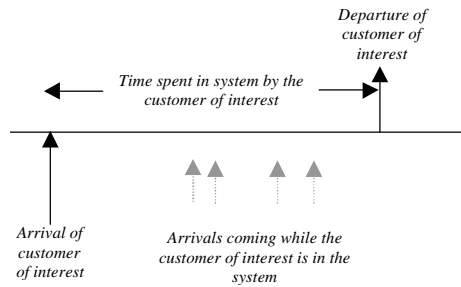 Departure of
customer of
interest
Time spent in system by the
customer of interest
Arrival of
customer
of interest
Arrivals coming while the
customer of interest is in the
system